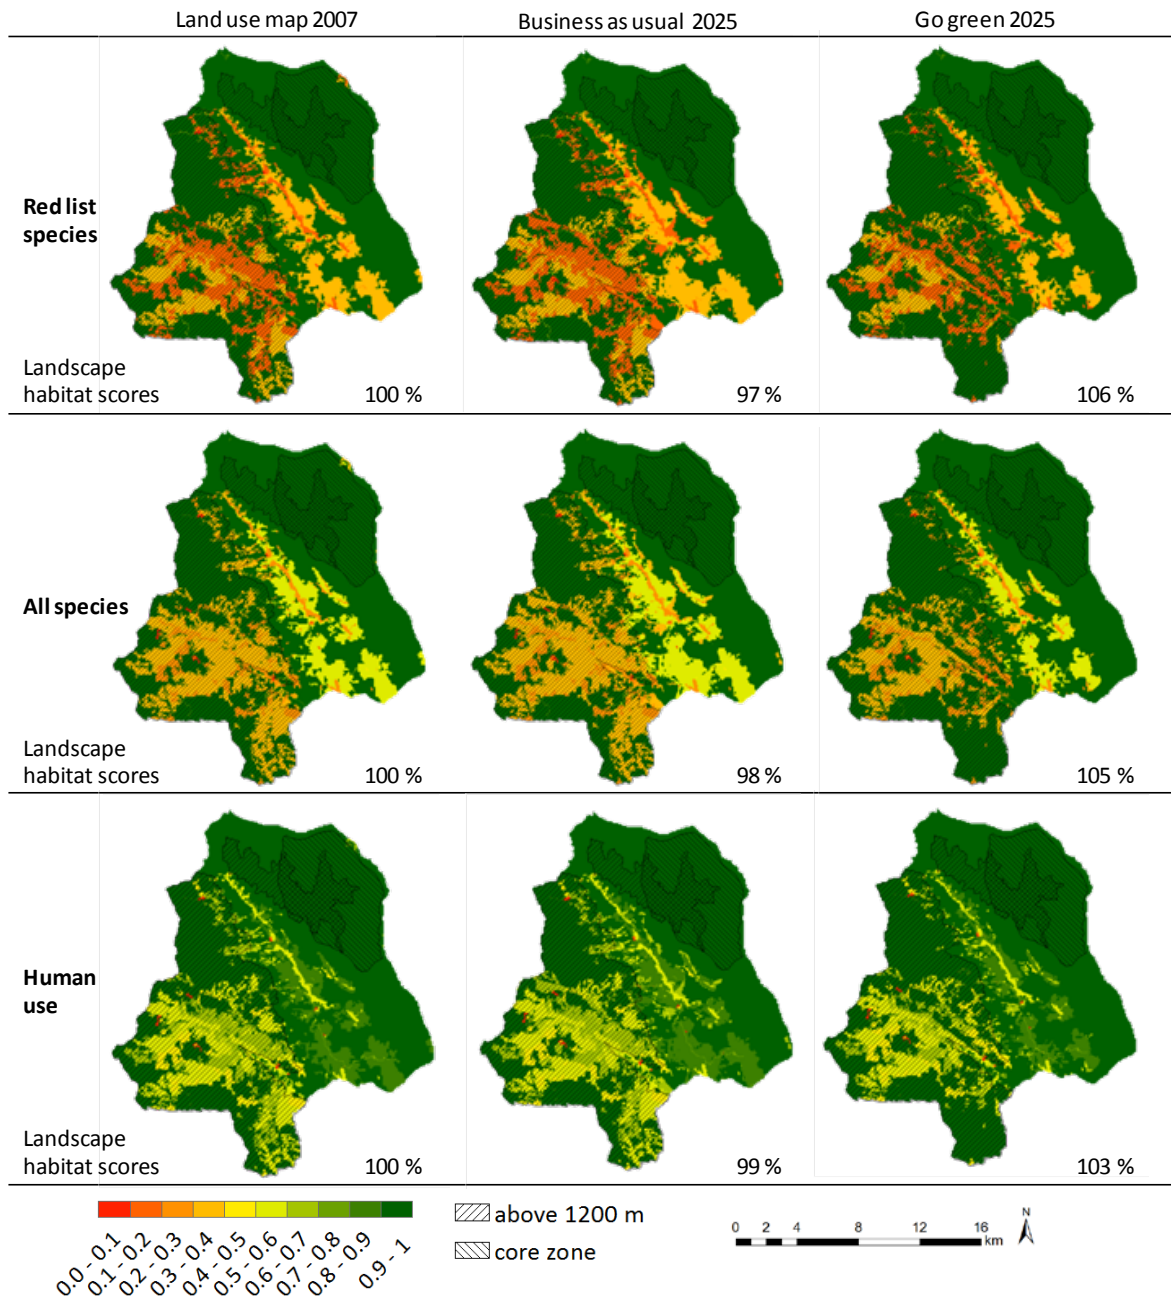 Land use map 2007
Business as usual 2025
Go green 2025
Red list
species
Landscape
habitat scores
100 %
97 %
106 %
All species
Landscape
habitat scores
100 %
98 %
105 %
Human
use
Landscape
habitat scores
100 %
99 %
103 %
0.0 - 0.1
0.1 - 0.2
0.2 - 0.3
0.3 - 0.4
0.4 - 0.5
0.5 - 0.6
0.6 - 0.7
0.7 - 0.8
0.8 - 0.9
0.9 - 1
above 1200 m
core zone
0 2 4 8 12 16
km
N